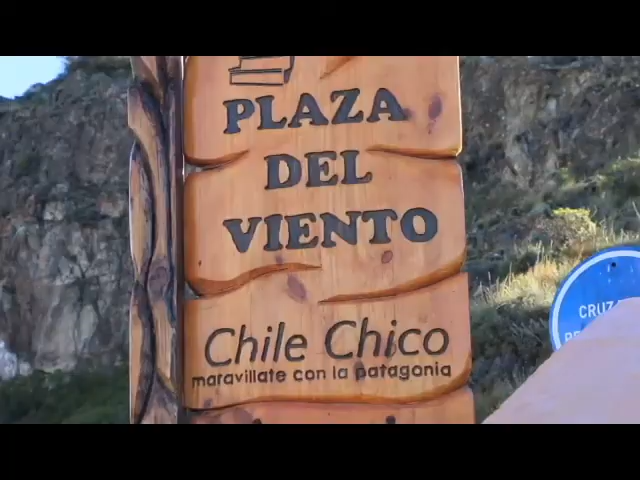 PLAZA
DEL
VIENTO
Chile Chico
maravillate con la patagonia
CRUZ